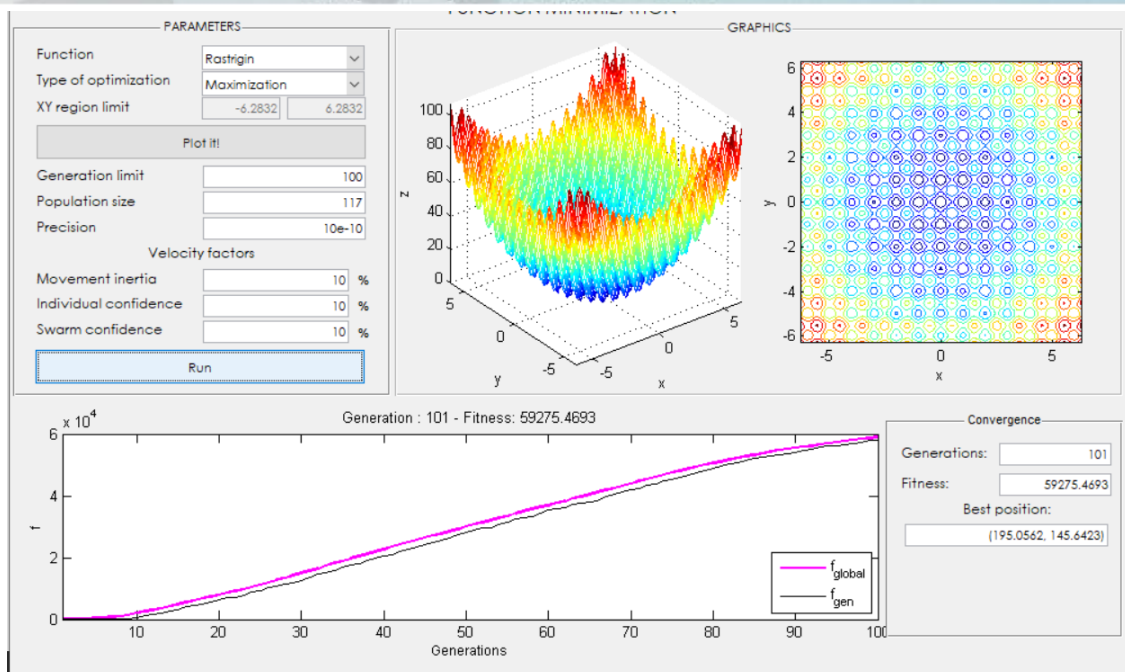 FUNCTION MINIMIZATION
PARAMETERS
Function Rastrigin
Type of optimization Maximization
XY region limit -6.2832 6.2832
Plot it!
Generation limit 100
Population size 117
Precision 10e-10
Velocity factors
Movement inertia 10 %
Individual confidence 10 %
Swarm confidence 10 %
Run
GRAPHICS
100
80
60
40
20
0
z
5
0
-5
y
-5
0
5
x
6
4
2
0
-2
-4
-6
y
-5 0 5
x
Generation : 101 - Fitness: 59275.4693
x 10^4
6
4
2
0
f
10 20 30 40 50 60 70 80 90 100
Generations
f_global
f_gen
Convergence
Generations: 101
Fitness: 59275.4693
Best position:
(195.0562, 145.6423)